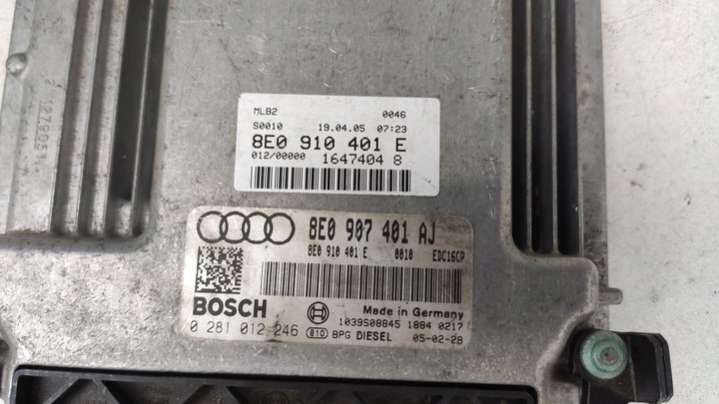 MLB2 0046
S0010 19.04.05 07:23
8E0 910 401 E
012/00000 1647404 8
8E0 907 401 AJ
8E0 910 401 E 0010 EDC16CP
BOSCH Made in Germany
0 281 012 246 1039S08845 1884 0217
BPG DIESEL 05-02-28